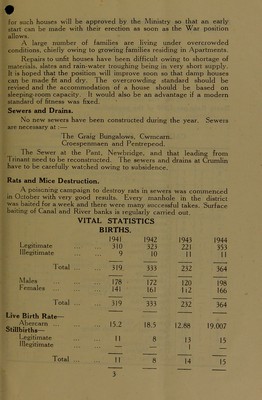 for such houses will be approved by the Ministry so that an early
start can be made with their erection as soon as the War position
allows.
A large number of families are living under overcrowded
conditions, chiefly owing to growing families residing in Apartments.
Repairs to unfit houses have been difficult owing to shortage of
materials, slates and rain-water troughing being in very short supply.
It is hoped that the position will improve soon so that damp houses
can be made fit and dry. The overcrowding standard should be
revised and the accommodation of a house should be based on
sleeping-room capacity. It would also be an advantage if a modern
standard of fitness was fixed.
Sewers and Drains.
No new sewers have been constructed during the year. Sewers
are necessary at :—
The Graig Bungalows, Cwmcarn.
Croespenmaen and Pentrepeod.
The Sewer at the Pant, Newbridge, and that leading from
Trinant need to be reconstructed. The sewers and drains at Crumlin
have to be carefully watched owing to subsidence.
Rats and Mice Destruction.
A poisoning campaign to destroy rats in sewers was commenced
in October with very good results. Every manhole in the district
was baited for a week and there were many successful takes. Surface
baiting of Canal and River banks is regularly carried out.
VITAL STATISTICS
BIRTHS.
1941 1942 1943 1944
Legitimate ... ... 310 323 221 353
Illegitimate ... ... 9 10 11 11
Total ... ... 319 333 232 364
Males ... ... 178 172 120 198
Females ... ... 141 161 112 166
Total ... ... 319 333 232 364
Live Birth Rate—
Abercarn ... ... 15.2 18.5 12.88 19.007
Stillbirths—
Legitimate ... ... 11 8 13 15
Illegitimate ... ... — — 1 —
Total ... ... 11 8 14 15
3